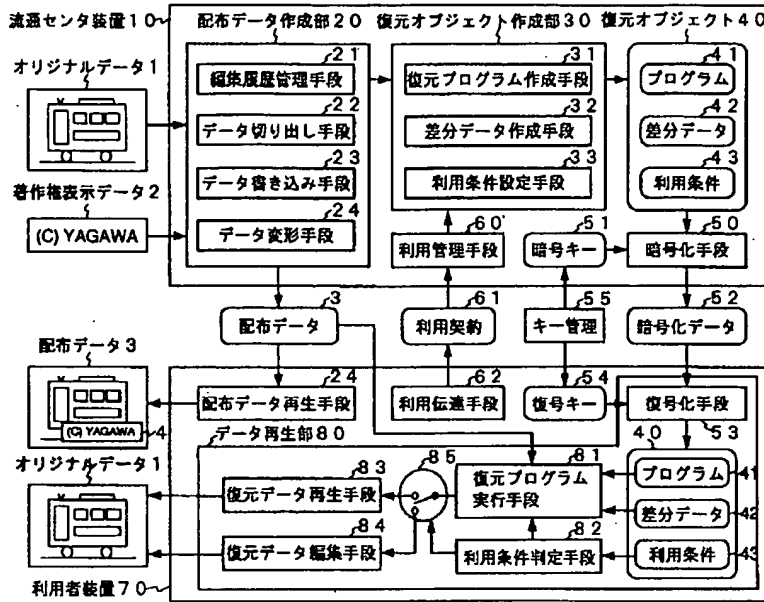 流通センタ装置10
配布データ作成部20
復元オブジェクト作成部30
復元オブジェクト40
オリジナルデータ1
21
編集履歴管理手段
22
データ切り出し手段
23
データ書き込み手段
24
データ変形手段
31
復元プログラム作成手段
32
差分データ作成手段
33
利用条件設定手段
41
プログラム
42
差分データ
43
利用条件
著作権表示データ2
(C) YAGAWA
60
利用管理手段
51
暗号キー
50
暗号化手段
3
配布データ
61
利用契約
55
キー管理
52
暗号化データ
配布データ3
(C) YAGAWA
4
24
配布データ再生手段
62
利用伝達手段
54
復号キー
復号化手段
53
データ再生部80
オリジナルデータ1
83
復元データ再生手段
84
復元データ編集手段
85
81
復元プログラム
実行手段
82
利用条件判定手段
40
プログラム
41
差分データ
42
利用条件
43
利用者装置70